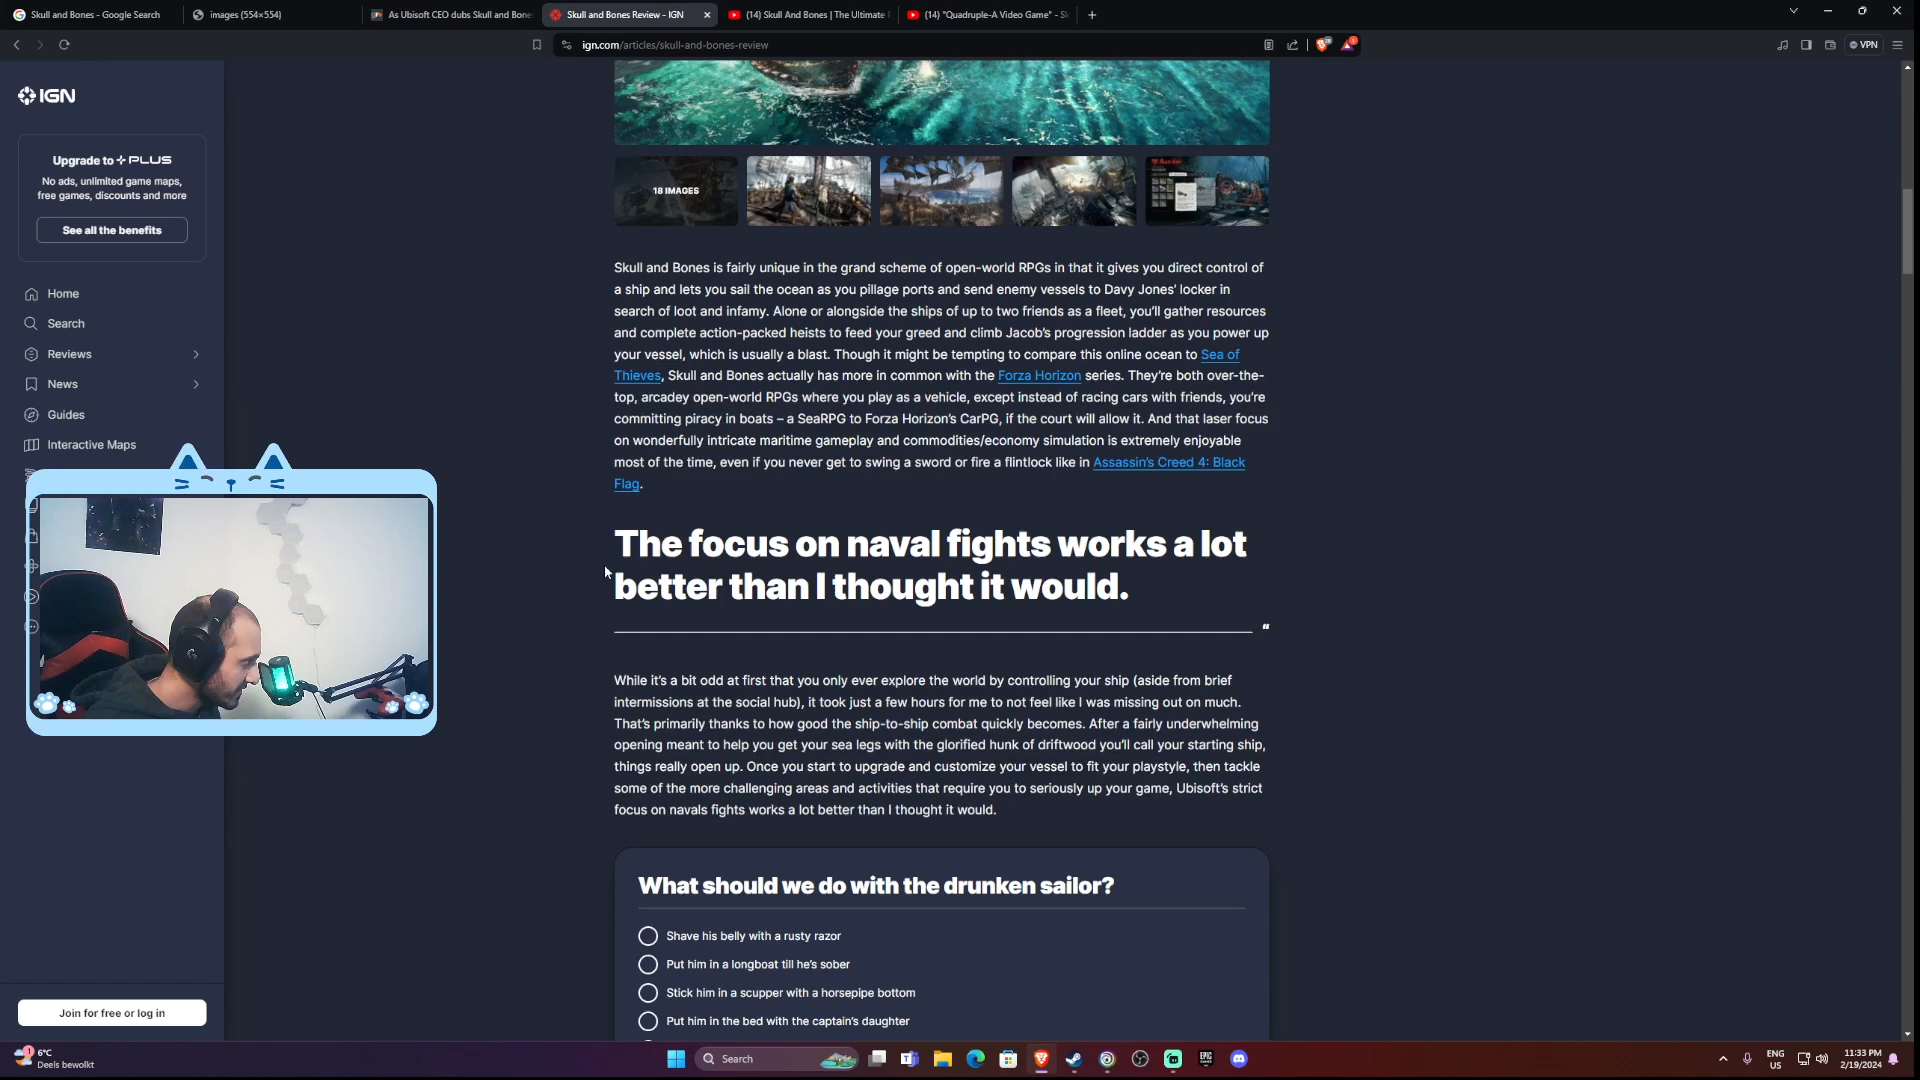 Skull and Bones - Google Search
images (554×554)
As Ubisoft CEO dubs Skull and Bone
Skull and Bones Review - IGN
(14) Skull And Bones | The Ultimate
(14) "Quadruple-A Video Game" - S
ign.com/articles/skull-and-bones-review
VPN
IGN
Upgrade to PLUS
No ads, unlimited game maps,
free games, discounts and more
See all the benefits
Home
Search
Reviews
News
Guides
Interactive Maps
Join for free or log in
18 IMAGES
Skull and Bones is fairly unique in the grand scheme of open-world RPGs in that it gives you direct control of
a ship and lets you sail the ocean as you pillage ports and send enemy vessels to Davy Jones' locker in
search of loot and infamy. Alone or alongside the ships of up to two friends as a fleet, you'll gather resources
and complete action-packed heists to feed your greed and climb Jacob's progression ladder as you power up
your vessel, which is usually a blast. Though it might be tempting to compare this online ocean to Sea of
Thieves, Skull and Bones actually has more in common with the Forza Horizon series. They're both over-the-
top, arcadey open-world RPGs where you play as a vehicle, except instead of racing cars with friends, you're
committing piracy in boats – a SeaRPG to Forza Horizon's CarPG, if the court will allow it. And that laser focus
on wonderfully intricate maritime gameplay and commodities/economy simulation is extremely enjoyable
most of the time, even if you never get to swing a sword or fire a flintlock like in Assassin's Creed 4: Black
Flag.
The focus on naval fights works a lot
better than I thought it would.
“
While it's a bit odd at first that you only ever explore the world by controlling your ship (aside from brief
intermissions at the social hub), it took just a few hours for me to not feel like I was missing out on much.
That's primarily thanks to how good the ship-to-ship combat quickly becomes. After a fairly underwhelming
opening meant to help you get your sea legs with the glorified hunk of driftwood you'll call your starting ship,
things really open up. Once you start to upgrade and customize your vessel to fit your playstyle, then tackle
some of the more challenging areas and activities that require you to seriously up your game, Ubisoft's strict
focus on navals fights works a lot better than I thought it would.
What should we do with the drunken sailor?
Shave his belly with a rusty razor
Put him in a longboat till he's sober
Stick him in a scupper with a horsepipe bottom
Put him in the bed with the captain's daughter
6°C
Deels bewolkt
Search
ENG
US
11:33 PM
2/19/2024